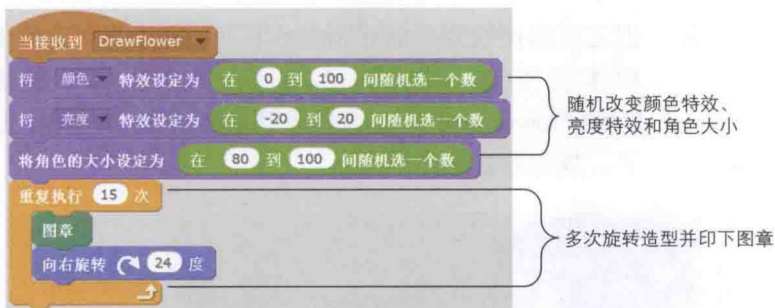 当接收到 DrawFlower
将 颜色 特效设定为 在 0 到 100 间随机选一个数
将 亮度 特效设定为 在 -20 到 20 间随机选一个数
将角色的大小设定为 在 80 到 100 间随机选一个数
随机改变颜色特效、
亮度特效和角色大小
重复执行 15 次
图章
向右旋转 24 度
多次旋转造型并印下图章